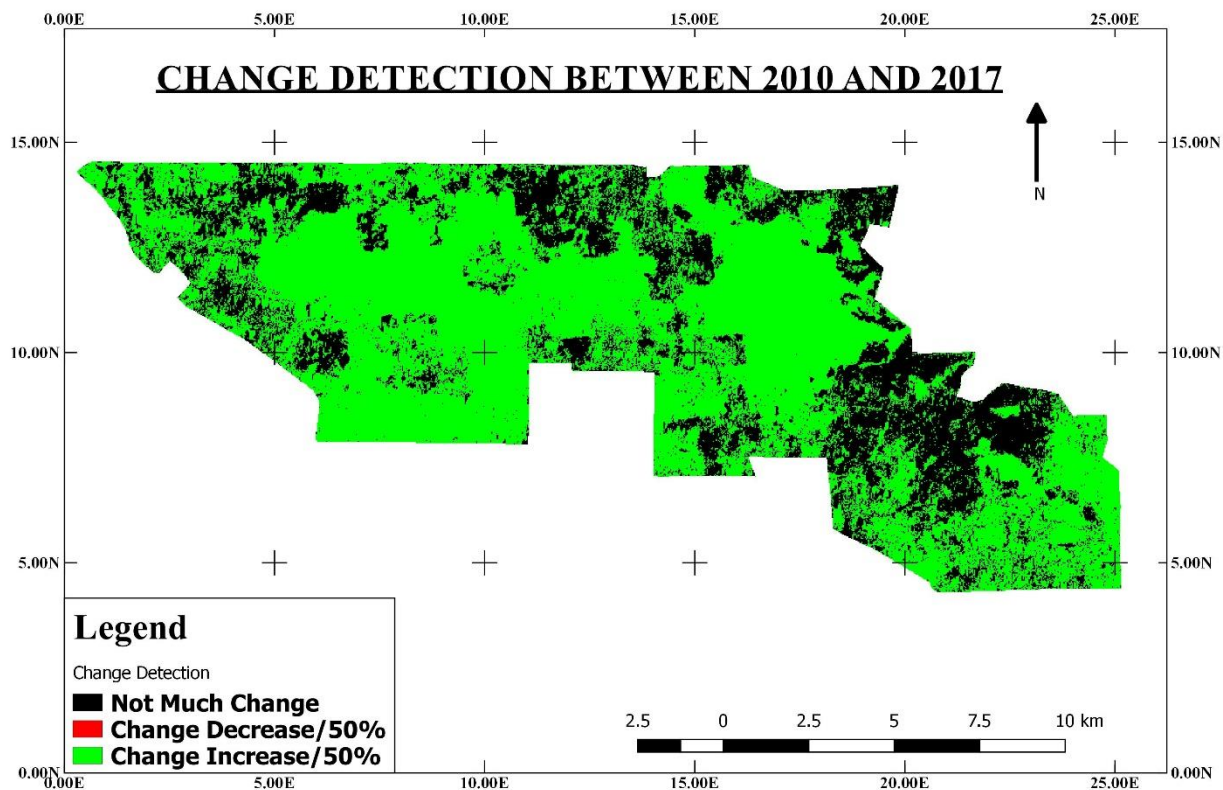 0.00E 5.00E 10.00E 15.00E 20.00E 25.00E
CHANGE DETECTION BETWEEN 2010 AND 2017
15.00N 15.00N
N
10.00N 10.00N
5.00N 5.00N
Legend
Change Detection
Not Much Change
Change Decrease/50%
Change Increase/50%
2.5 0 2.5 5 7.5 10 km
0.00N 0.00N
0.00E 5.00E 10.00E 15.00E 20.00E 25.00E